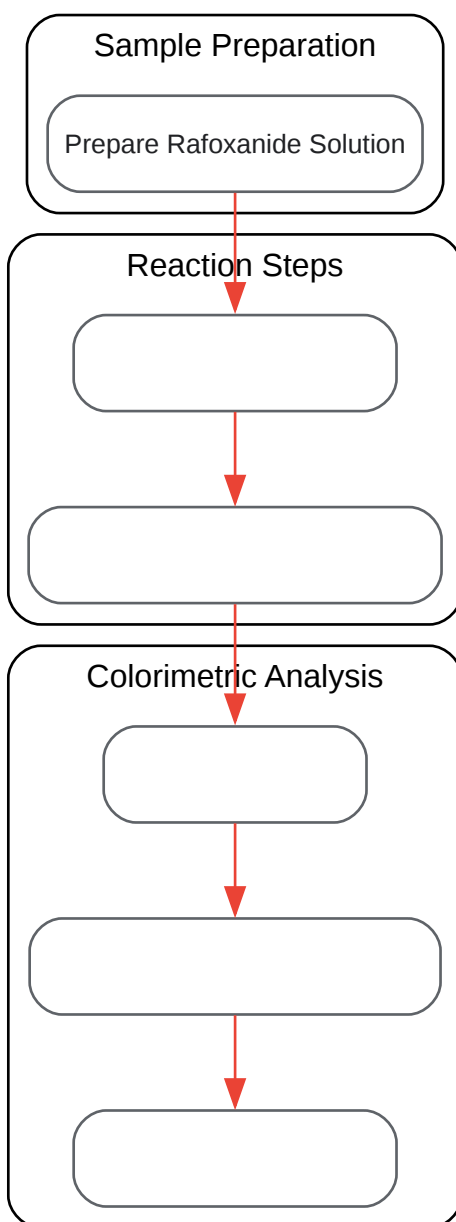 Sample Preparation
Prepare Rafoxanide Solution
Reaction Steps
Colorimetric Analysis